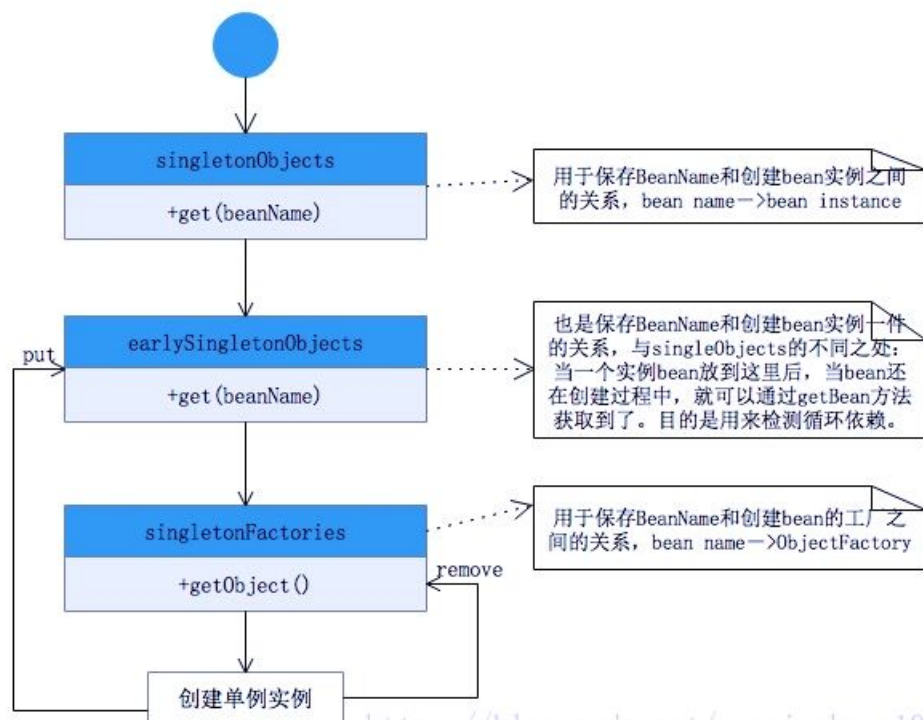 singletonObjects
+get(beanName)
用于保存BeanName和创建bean实例之间
的关系，bean name—>bean instance
earlySingletonObjects
+get(beanName)
put
也是保存BeanName和创建bean实例一件
的关系，与singleObjects的不同之处：
当一个实例bean放到这里后，当bean还
在创建过程中，就可以通过getBean方法
获取到了。目的是用来检测循环依赖。
singletonFactories
+getObject()
remove
用于保存BeanName和创建bean的工厂之
间的关系，bean name—>ObjectFactory
创建单例实例